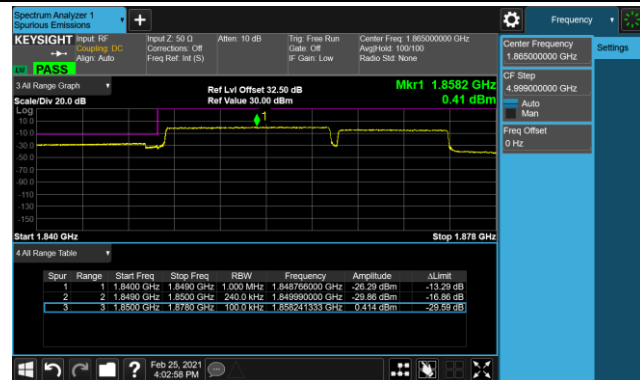 Spectrum Analyzer 1
Spurious Emissions
Frequency
KEYSIGHT
Input: RF
Coupling: DC
Align: Auto
Input Z: 50 Ω
Corrections: Off
Freq Ref: Int (S)
Atten: 10 dB
Trig: Free Run
Gate: Off
IF Gain: Low
Center Freq: 1.865000000 GHz
Avg|Hold: 100/100
Radio Std: None
PASS
Center Frequency
1.865000000 GHz
Settings
CF Step
4.999000000 GHz
Auto
Man
Freq Offset
0 Hz
3 All Range Graph
Scale/Div 20.0 dB
Ref Lvl Offset 32.50 dB
Ref Value 30.00 dBm
Mkr1 1.8582 GHz
0.41 dBm
Log
10.0
-10.0
-30.0
-50.0
-70.0
-90.0
-110
-130
-150
1
Start 1.840 GHz
Stop 1.878 GHz
4 All Range Table
Spur Range Start Freq Stop Freq RBW Frequency Amplitude ΔLimit
1 1 1.8400 GHz 1.8490 GHz 1.000 MHz 1.848766000 GHz -26.29 dBm -13.29 dB
2 2 1.8490 GHz 1.8500 GHz 240.0 kHz 1.849990000 GHz -29.86 dBm -16.86 dB
3 3 1.8500 GHz 1.8780 GHz 100.0 kHz 1.858241333 GHz 0.414 dBm -29.59 dB
?
Feb 25, 2021
4:02:58 PM